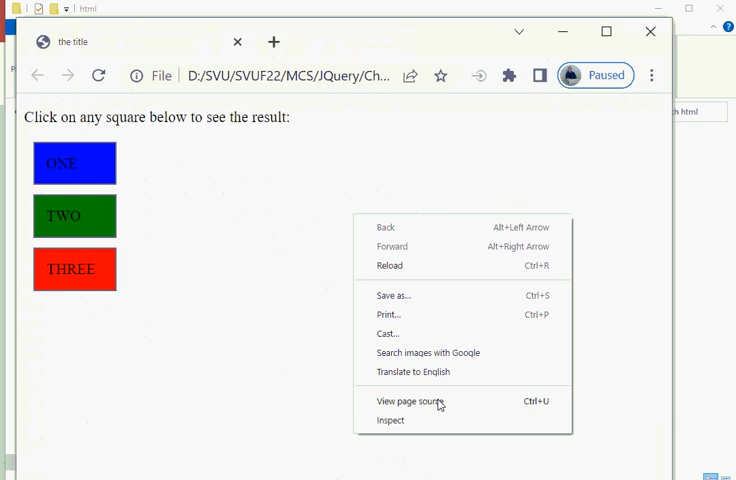 html
the title
File
D:/SVU/SVUF22/MCS/JQuery/Ch...
Paused
h html
Click on any square below to see the result:
ONE
TWO
THREE
Back Alt+Left Arrow
Forward Alt+Right Arrow
Reload Ctrl+R
Save as... Ctrl+S
Print... Ctrl+P
Cast...
Search images with Google
Translate to English
View page source Ctrl+U
Inspect